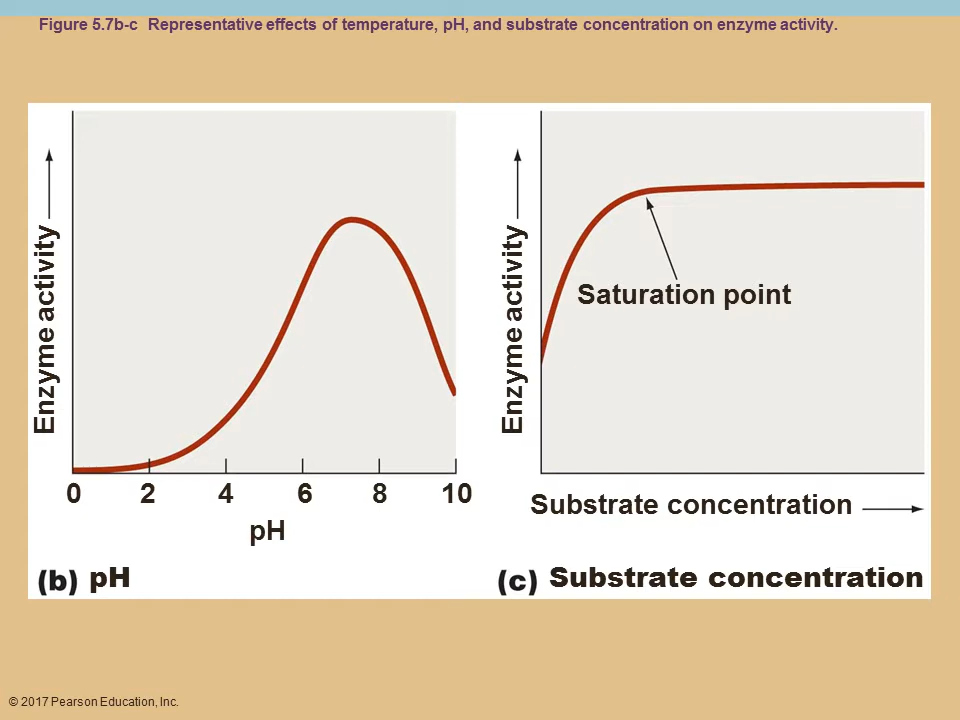 Figure 5.7b-c Representative effects of temperature, pH, and substrate concentration on enzyme activity.
Enzyme activity
0 2 4 6 8 10
pH
(b) pH
Enzyme activity
Saturation point
Substrate concentration
(c) Substrate concentration
© 2017 Pearson Education, Inc.